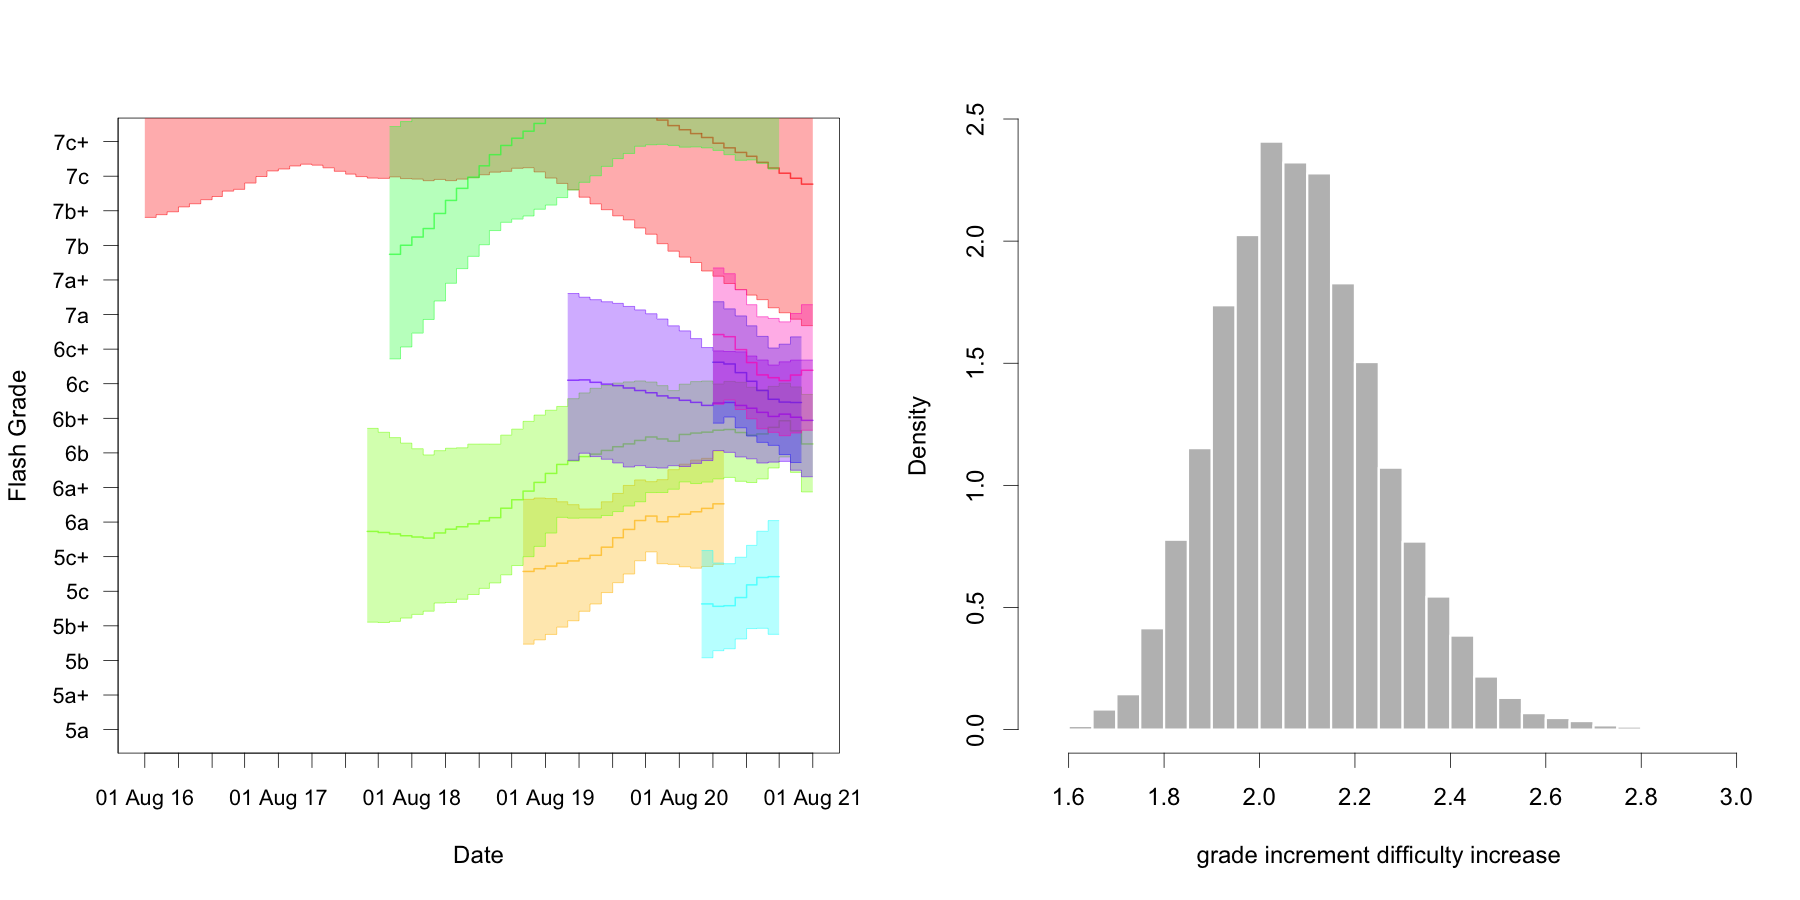 7c+
7c
7b+
7b
7a+
7a
6c+
6c
6b+
6b
6a+
6a
5c+
5c
5b+
5b
5a+
5a
Flash Grade
01 Aug 16 01 Aug 17 01 Aug 18 01 Aug 19 01 Aug 20 01 Aug 21
Date
2.5
2.0
1.5
1.0
0.5
0.0
Density
1.6 1.8 2.0 2.2 2.4 2.6 2.8 3.0
grade increment difficulty increase